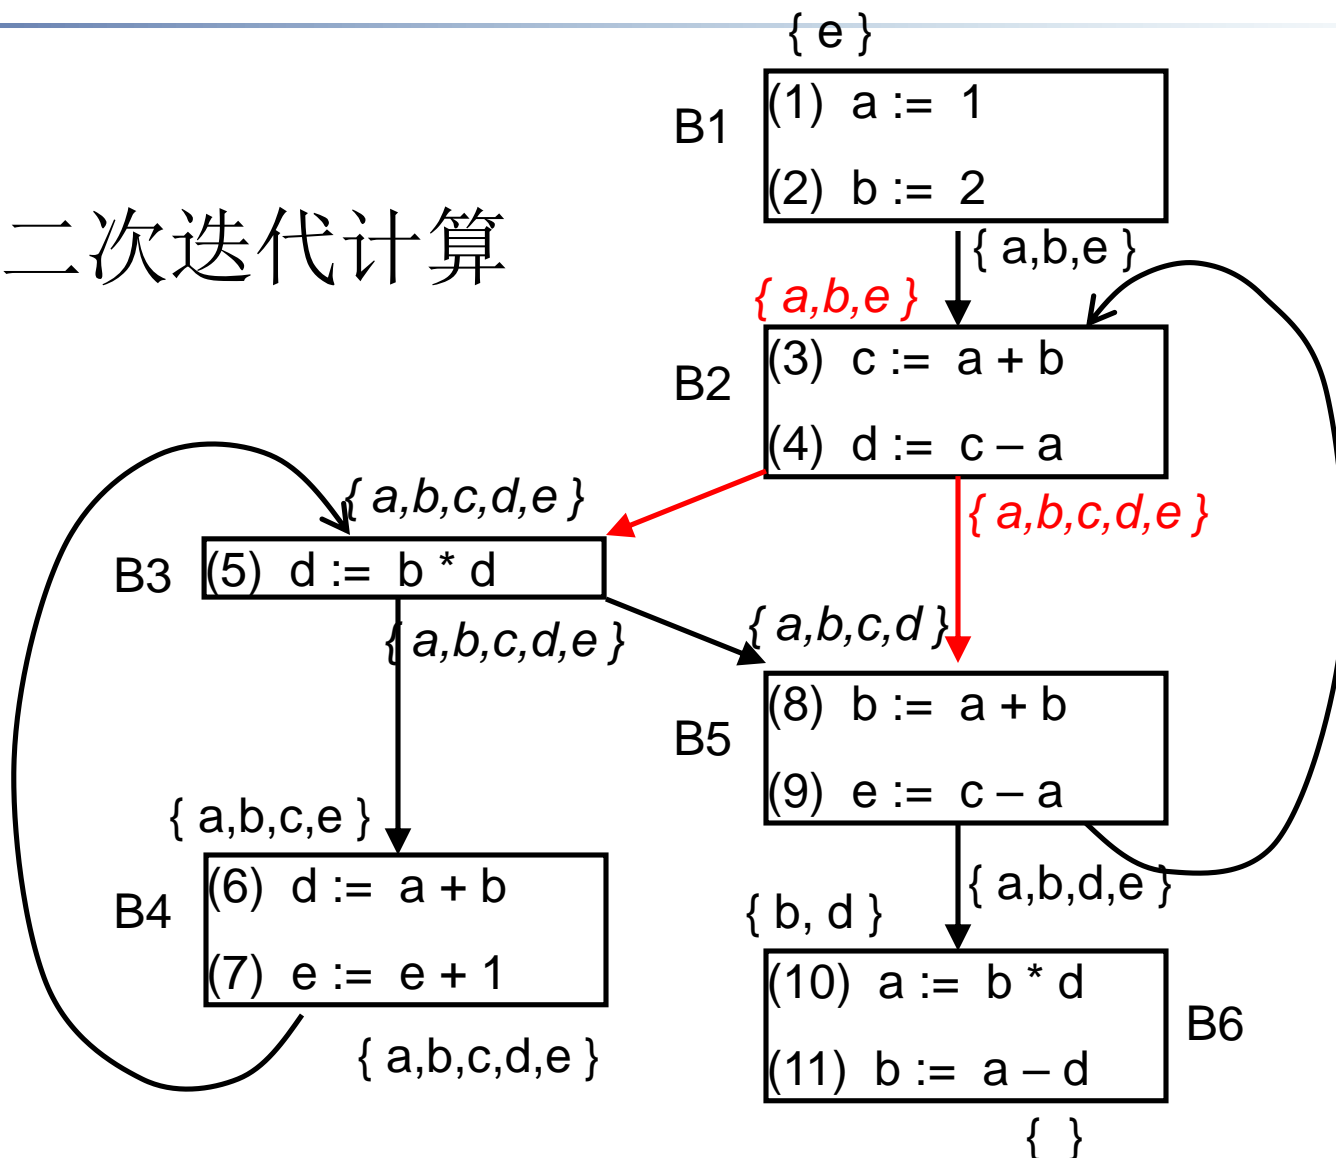 { e }
B1
(1) a := 1
(2) b := 2
二次迭代计算
{ a,b,e }
{ a,b,e }
B2
(3) c := a + b
(4) d := c – a
{ a,b,c,d,e }
{ a,b,c,d,e }
B3
(5) d := b * d
{ a,b,c,d,e }
{ a,b,c,d }
B5
(8) b := a + b
(9) e := c – a
{ a,b,c,e }
B4
(6) d := a + b
(7) e := e + 1
{ a,b,c,d,e }
{ a,b,d,e }
{ b, d }
(10) a := b * d
(11) b := a – d
B6
{ }